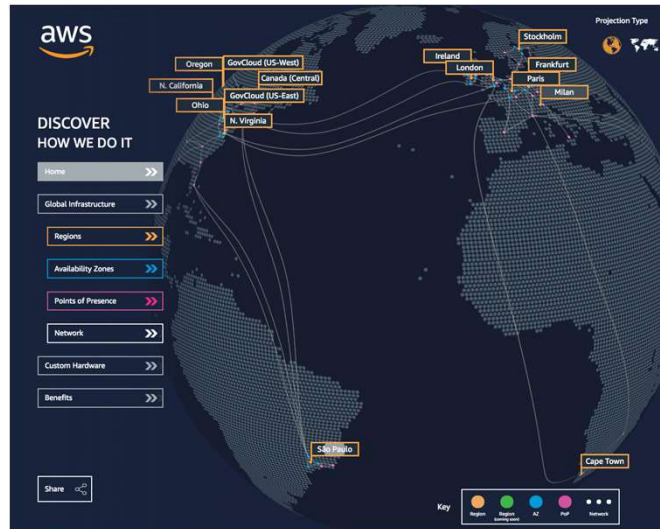 aws
Projection Type
DISCOVER
HOW WE DO IT
Home
Global Infrastructure
Regions
Availability Zones
Points of Presence
Network
Custom Hardware
Benefits
Share
Oregon
GovCloud (US-West)
N. California
Canada (Central)
GovCloud (US-East)
Ohio
N. Virginia
Stockholm
Ireland
London
Frankfurt
Paris
Milan
São Paulo
Cape Town
Key
Region
Region
(coming soon)
AZ
PoP
Network